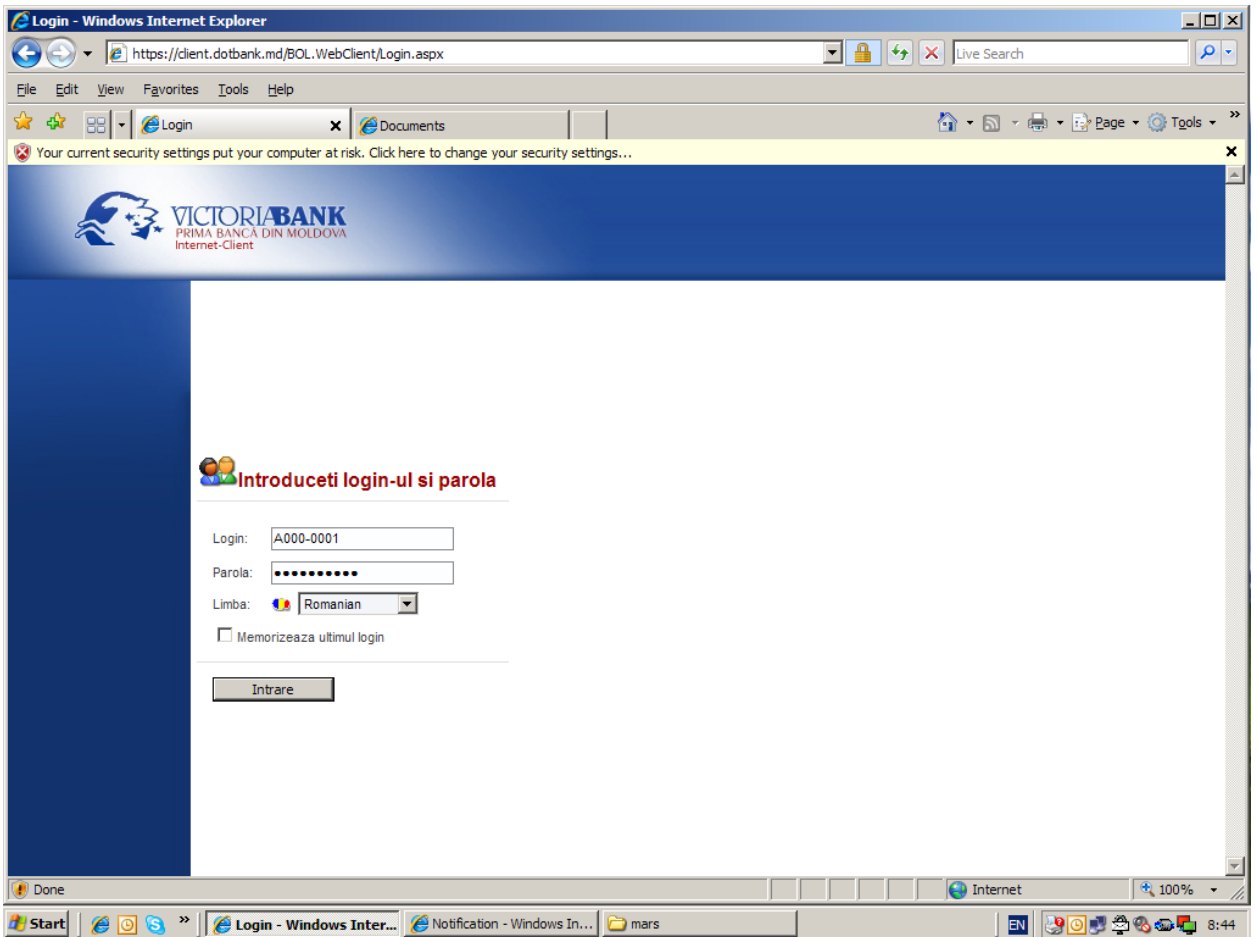 Login - Windows Internet Explorer
https://client.dotbank.md/BOL.WebClient/Login.aspx
Live Search
File Edit View Favorites Tools Help
Login
Documents
Page
Tools
Your current security settings put your computer at risk. Click here to change your security settings...
VICTORIABANK
PRIMA BANCĂ DIN MOLDOVA
Internet-Client
Introduceti login-ul si parola
Login: A000-0001
Parola: ••••••••••
Limba: Romanian
Memorizeaza ultimul login
Intrare
Done
Internet
100%
Start
Login - Windows Inter...
Notification - Windows In...
mars
EN
8:44